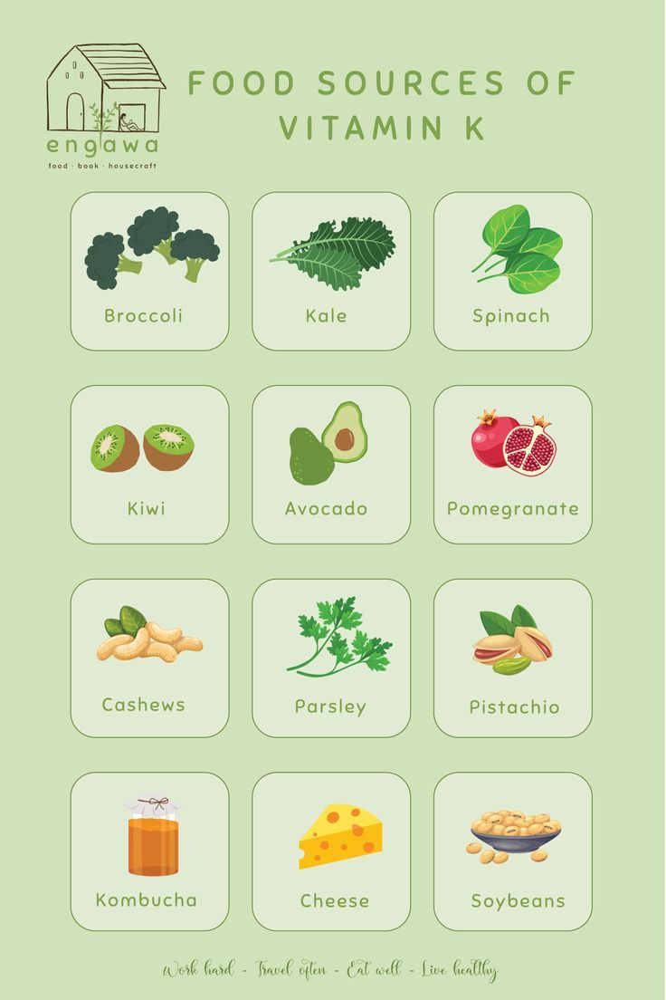 FOOD SOURCES OF
VITAMIN K
engawa
food · book · housecraft
Broccoli
Kale
Spinach
Kiwi
Avocado
Pomegranate
Cashews
Parsley
Pistachio
Kombucha
Cheese
Soybeans
Work hard - Travel often - Eat well - Live healthy